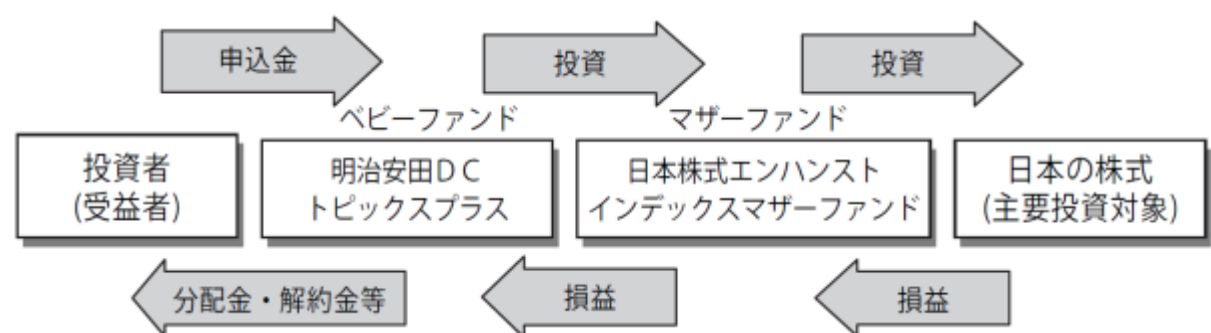 申込金
投資
投資
ベビーファンド
マザーファンド
投資者
(受益者)
明治安田DC
トピックスプラス
日本株式エンハンスト
インデックスマザーファンド
日本の株式
(主要投資対象)
分配金・解約金等
損益
損益